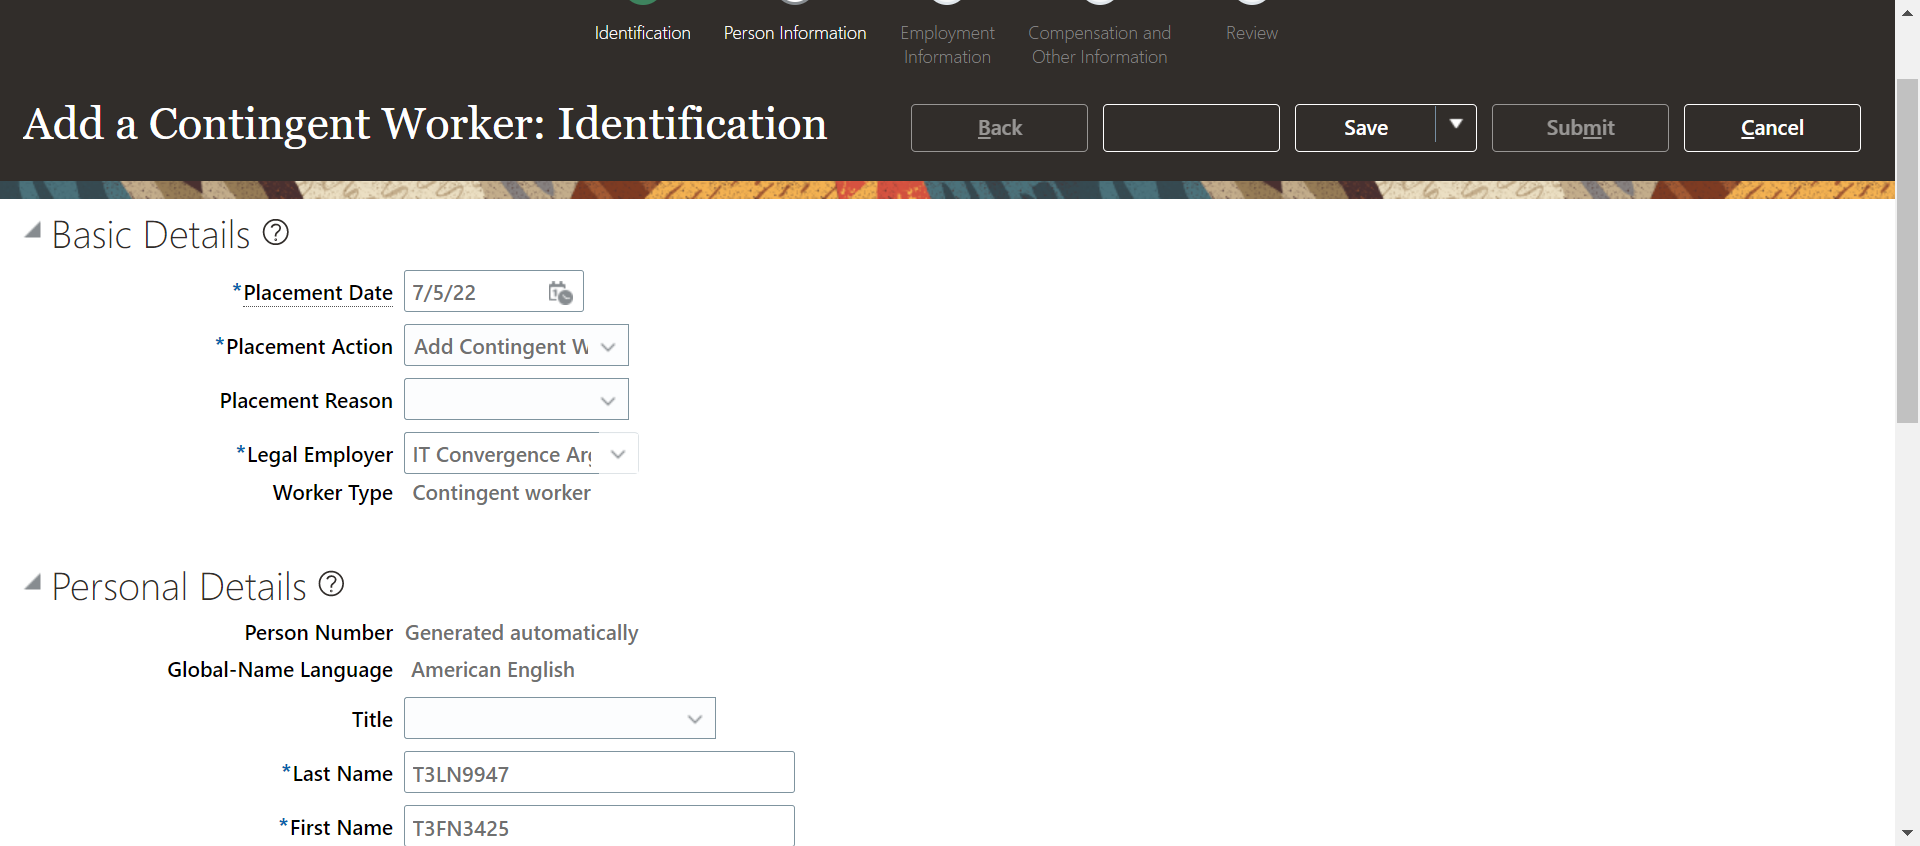 Identification
Person Information
Employment
Information
Compensation and
Other Information
Review
Add a Contingent Worker: Identification
Back
Save
Submit
Cancel
Basic Details
*Placement Date 7/5/22
*Placement Action Add Contingent W
Placement Reason
*Legal Employer IT Convergence Arg
Worker Type Contingent worker
Personal Details
Person Number Generated automatically
Global-Name Language American English
Title
*Last Name T3LN9947
*First Name T3FN3425